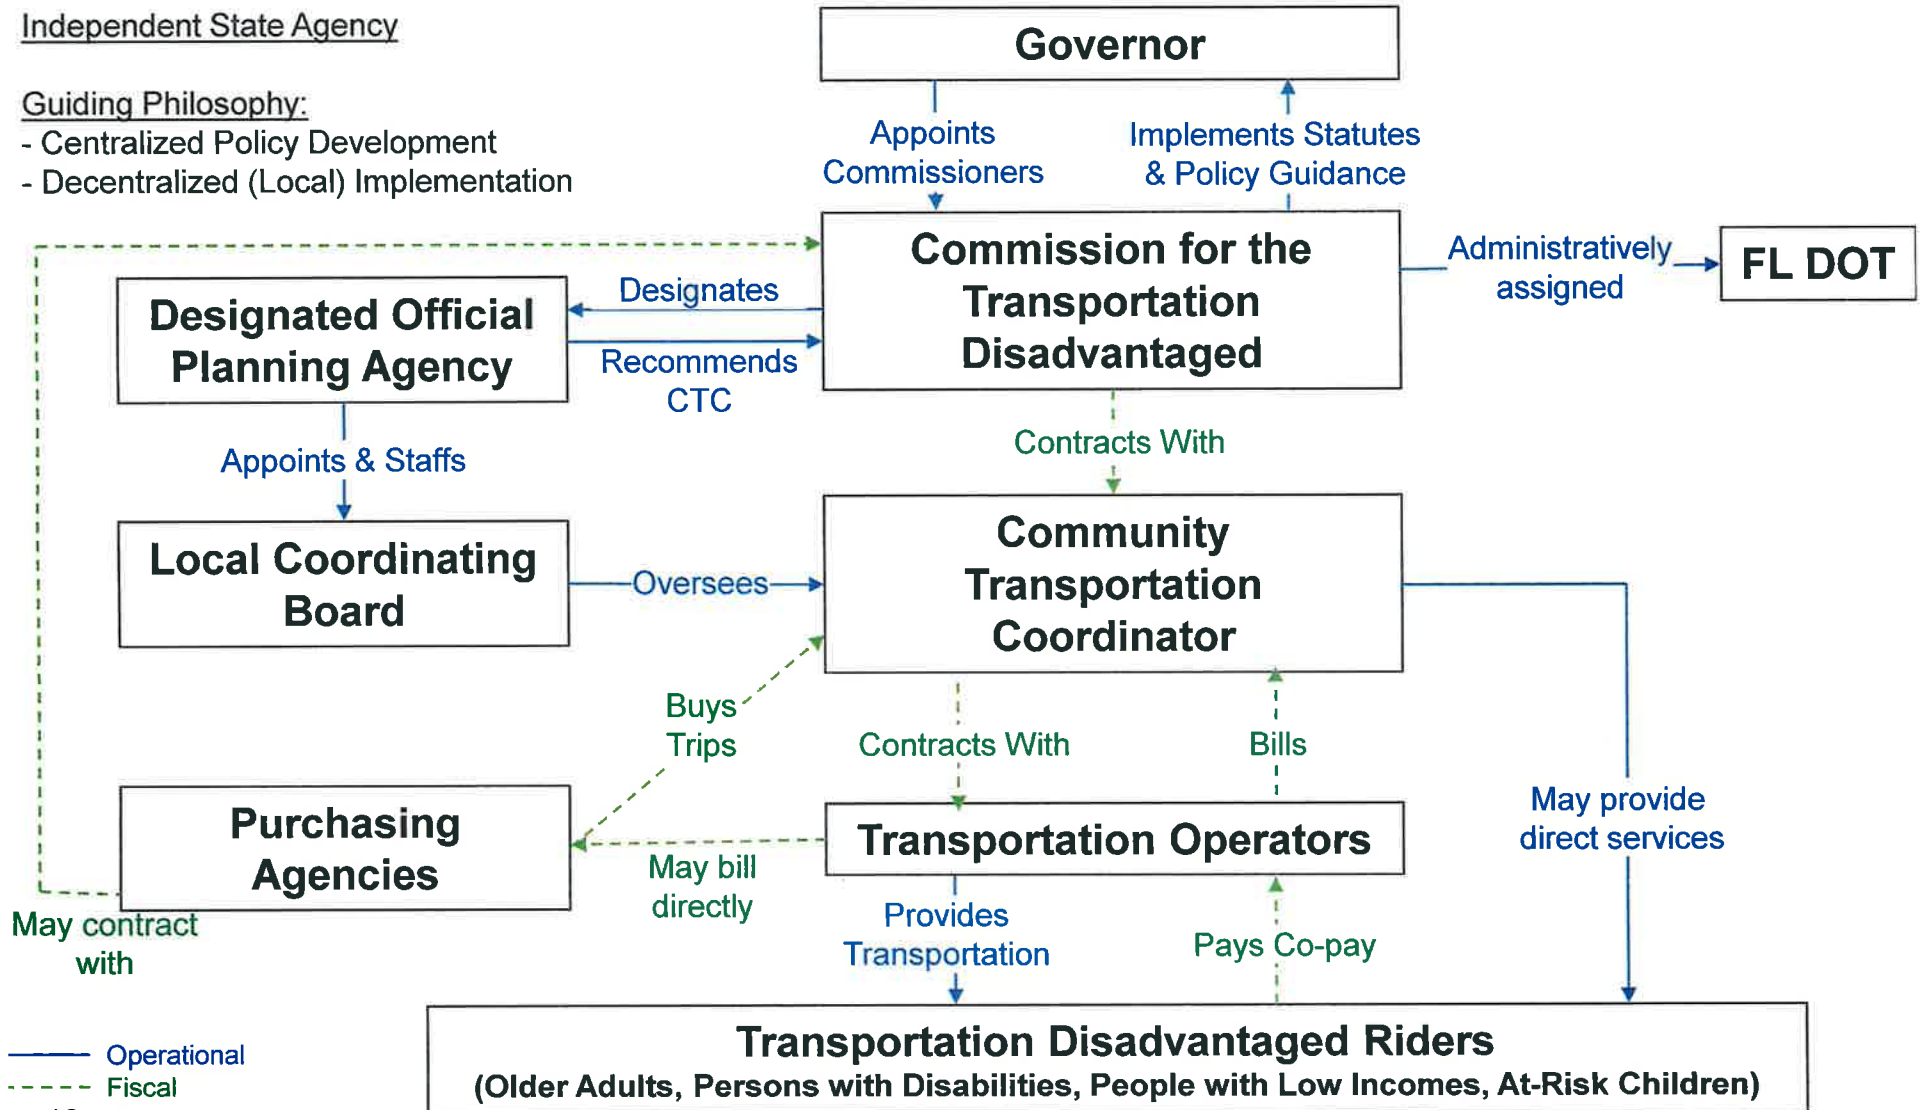 Independent State Agency
Guiding Philosophy:
- Centralized Policy Development
- Decentralized (Local) Implementation
Governor
Appoints
Commissioners
Implements Statutes
& Policy Guidance
Commission for the
Transportation
Disadvantaged
Administratively
assigned
FL DOT
Designates
Recommends
CTC
Designated Official
Planning Agency
Appoints & Staffs
Contracts With
Local Coordinating
Board
Oversees
Community
Transportation
Coordinator
Buys
Trips
Contracts With
Bills
May provide
direct services
Purchasing
Agencies
May bill
directly
Transportation Operators
May contract
with
Provides
Transportation
Pays Co-pay
Transportation Disadvantaged Riders
(Older Adults, Persons with Disabilities, People with Low Incomes, At-Risk Children)
Operational
Fiscal